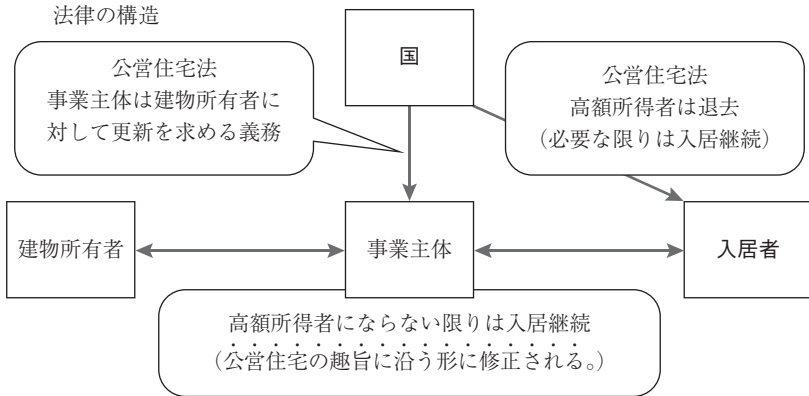 法律の構造
国
公営住宅法
事業主体は建物所有者に
対して更新を求める義務
公営住宅法
高額所得者は退去
（必要な限りは入居継続）
建物所有者
事業主体
入居者
高額所得者にならない限りは入居継続
（公営住宅の趣旨に沿う形に修正される。）